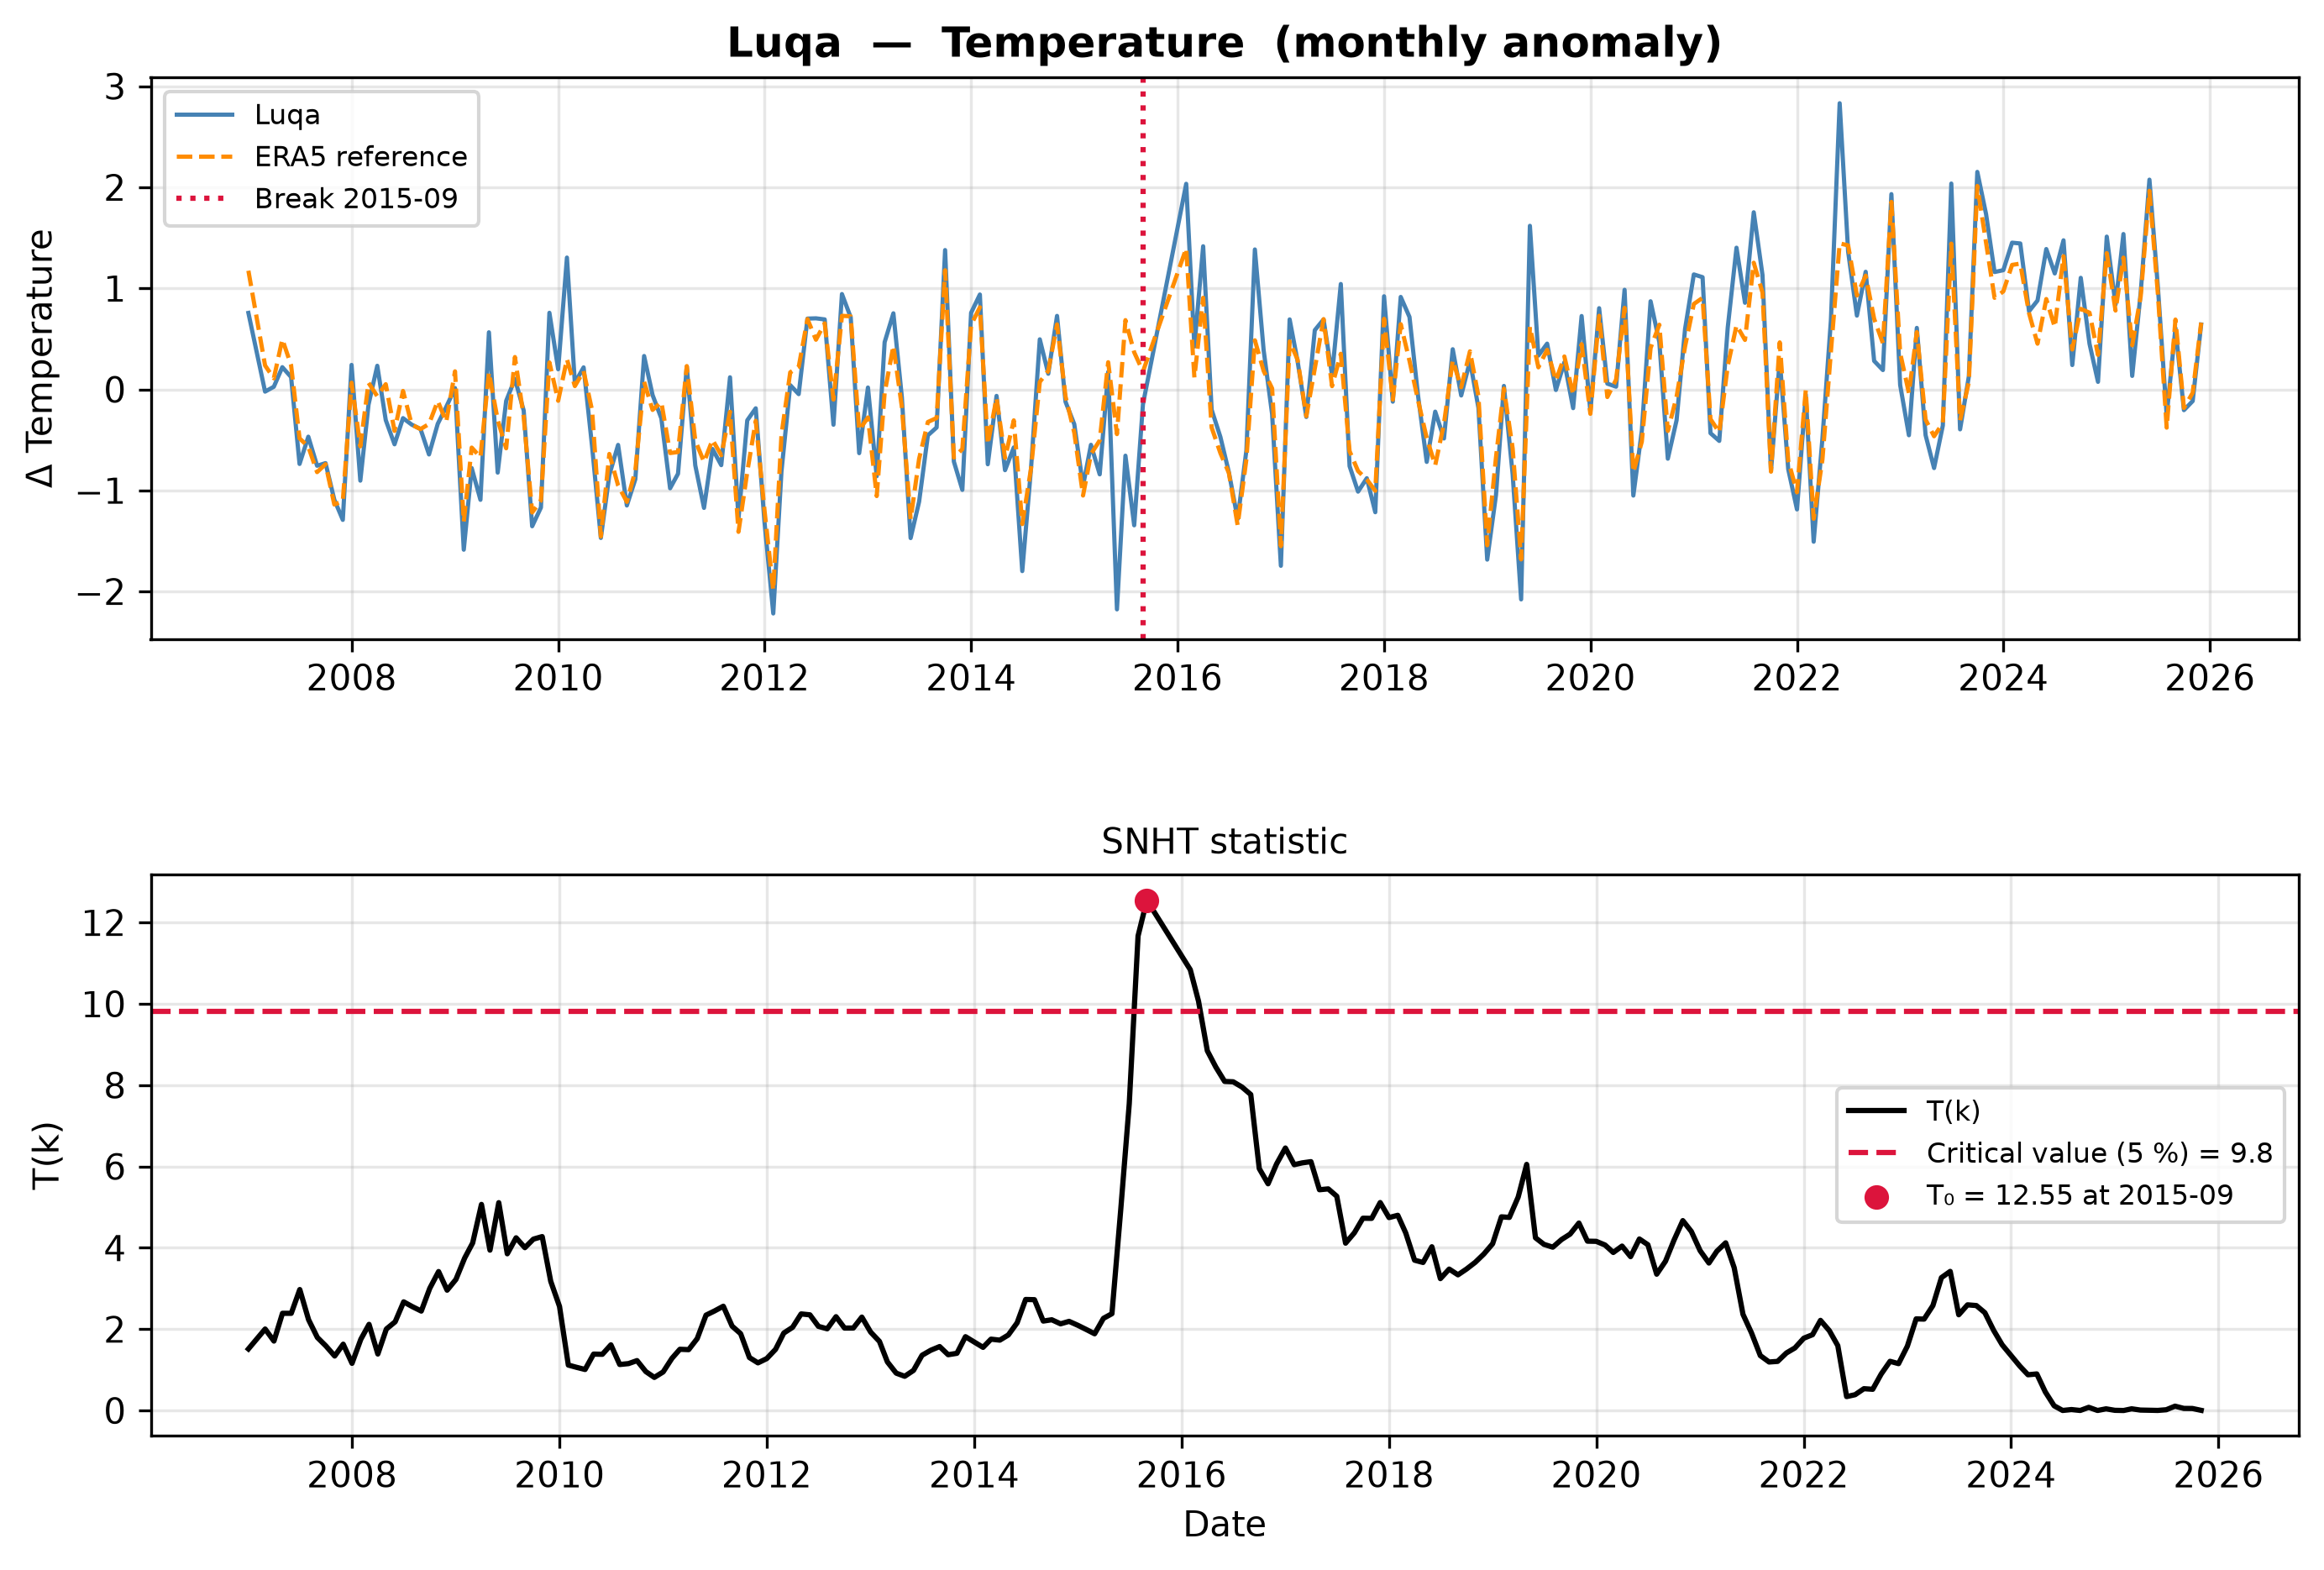 Luqa — Temperature (monthly anomaly)
Δ Temperature
3
2
1
0
−1
−2
Luqa
ERA5 reference
Break 2015-09
2008 2010 2012 2014 2016 2018 2020 2022 2024 2026
SNHT statistic
T(k)
12
10
8
6
4
2
0
T(k)
Critical value (5 %) = 9.8
T₀ = 12.55 at 2015-09
2008 2010 2012 2014 2016 2018 2020 2022 2024 2026
Date